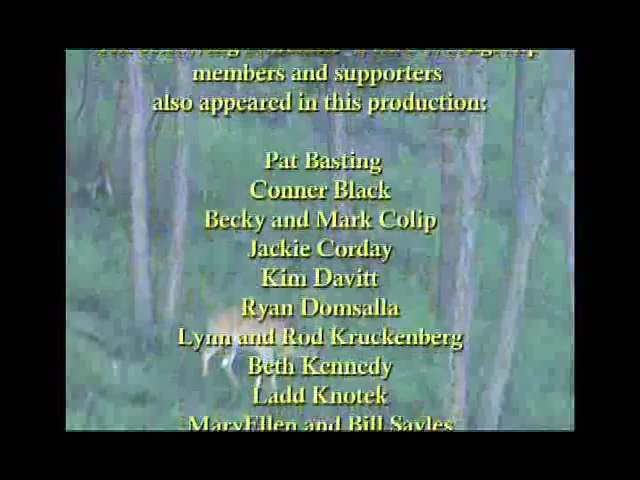 members and supporters
also appeared in this production:
Pat Basting
Conner Black
Becky and Mark Colip
Jackie Corday
Kim Davitt
Ryan Domsalla
Lynn and Rod Kruckenberg
Beth Kennedy
Ladd Knotek
MaryEllen and Bill Sayles